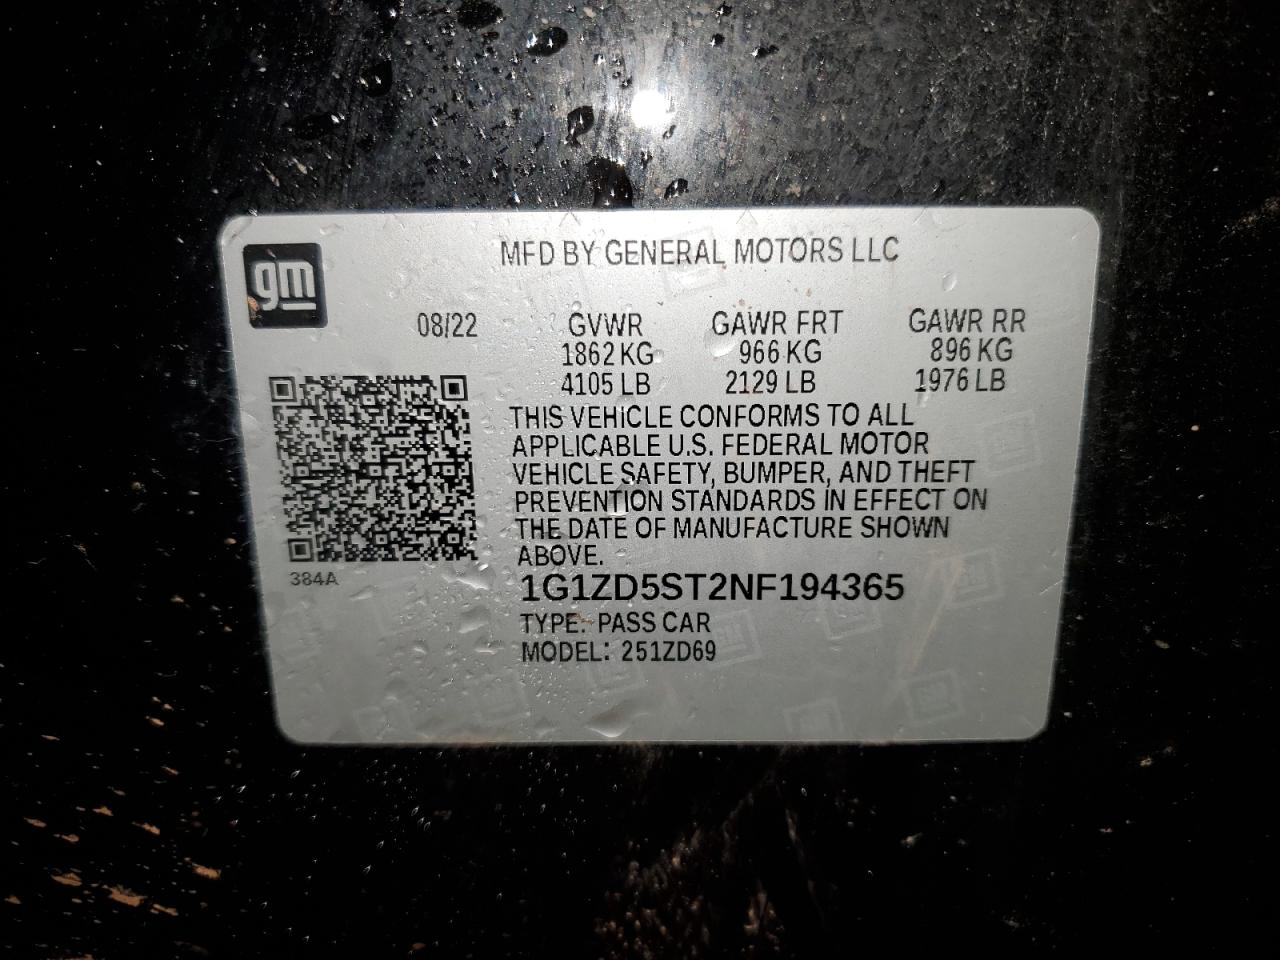 MFD BY GENERAL MOTORS LLC
gm
08/22 GVWR GAWR FRT GAWR RR
1862 KG 966 KG 896 KG
4105 LB 2129 LB 1976 LB
THIS VEHICLE CONFORMS TO ALL
APPLICABLE U.S. FEDERAL MOTOR
VEHICLE SAFETY, BUMPER, AND THEFT
PREVENTION STANDARDS IN EFFECT ON
THE DATE OF MANUFACTURE SHOWN
ABOVE.
384A
1G1ZD5ST2NF194365
TYPE: PASS CAR
MODEL: 251ZD69